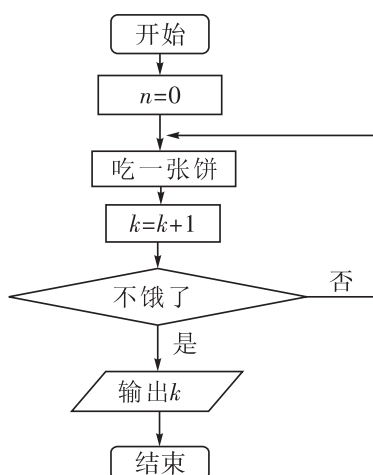 开始
n=0
吃一张饼
k=k+1
不饿了
否
是
输出k
结束